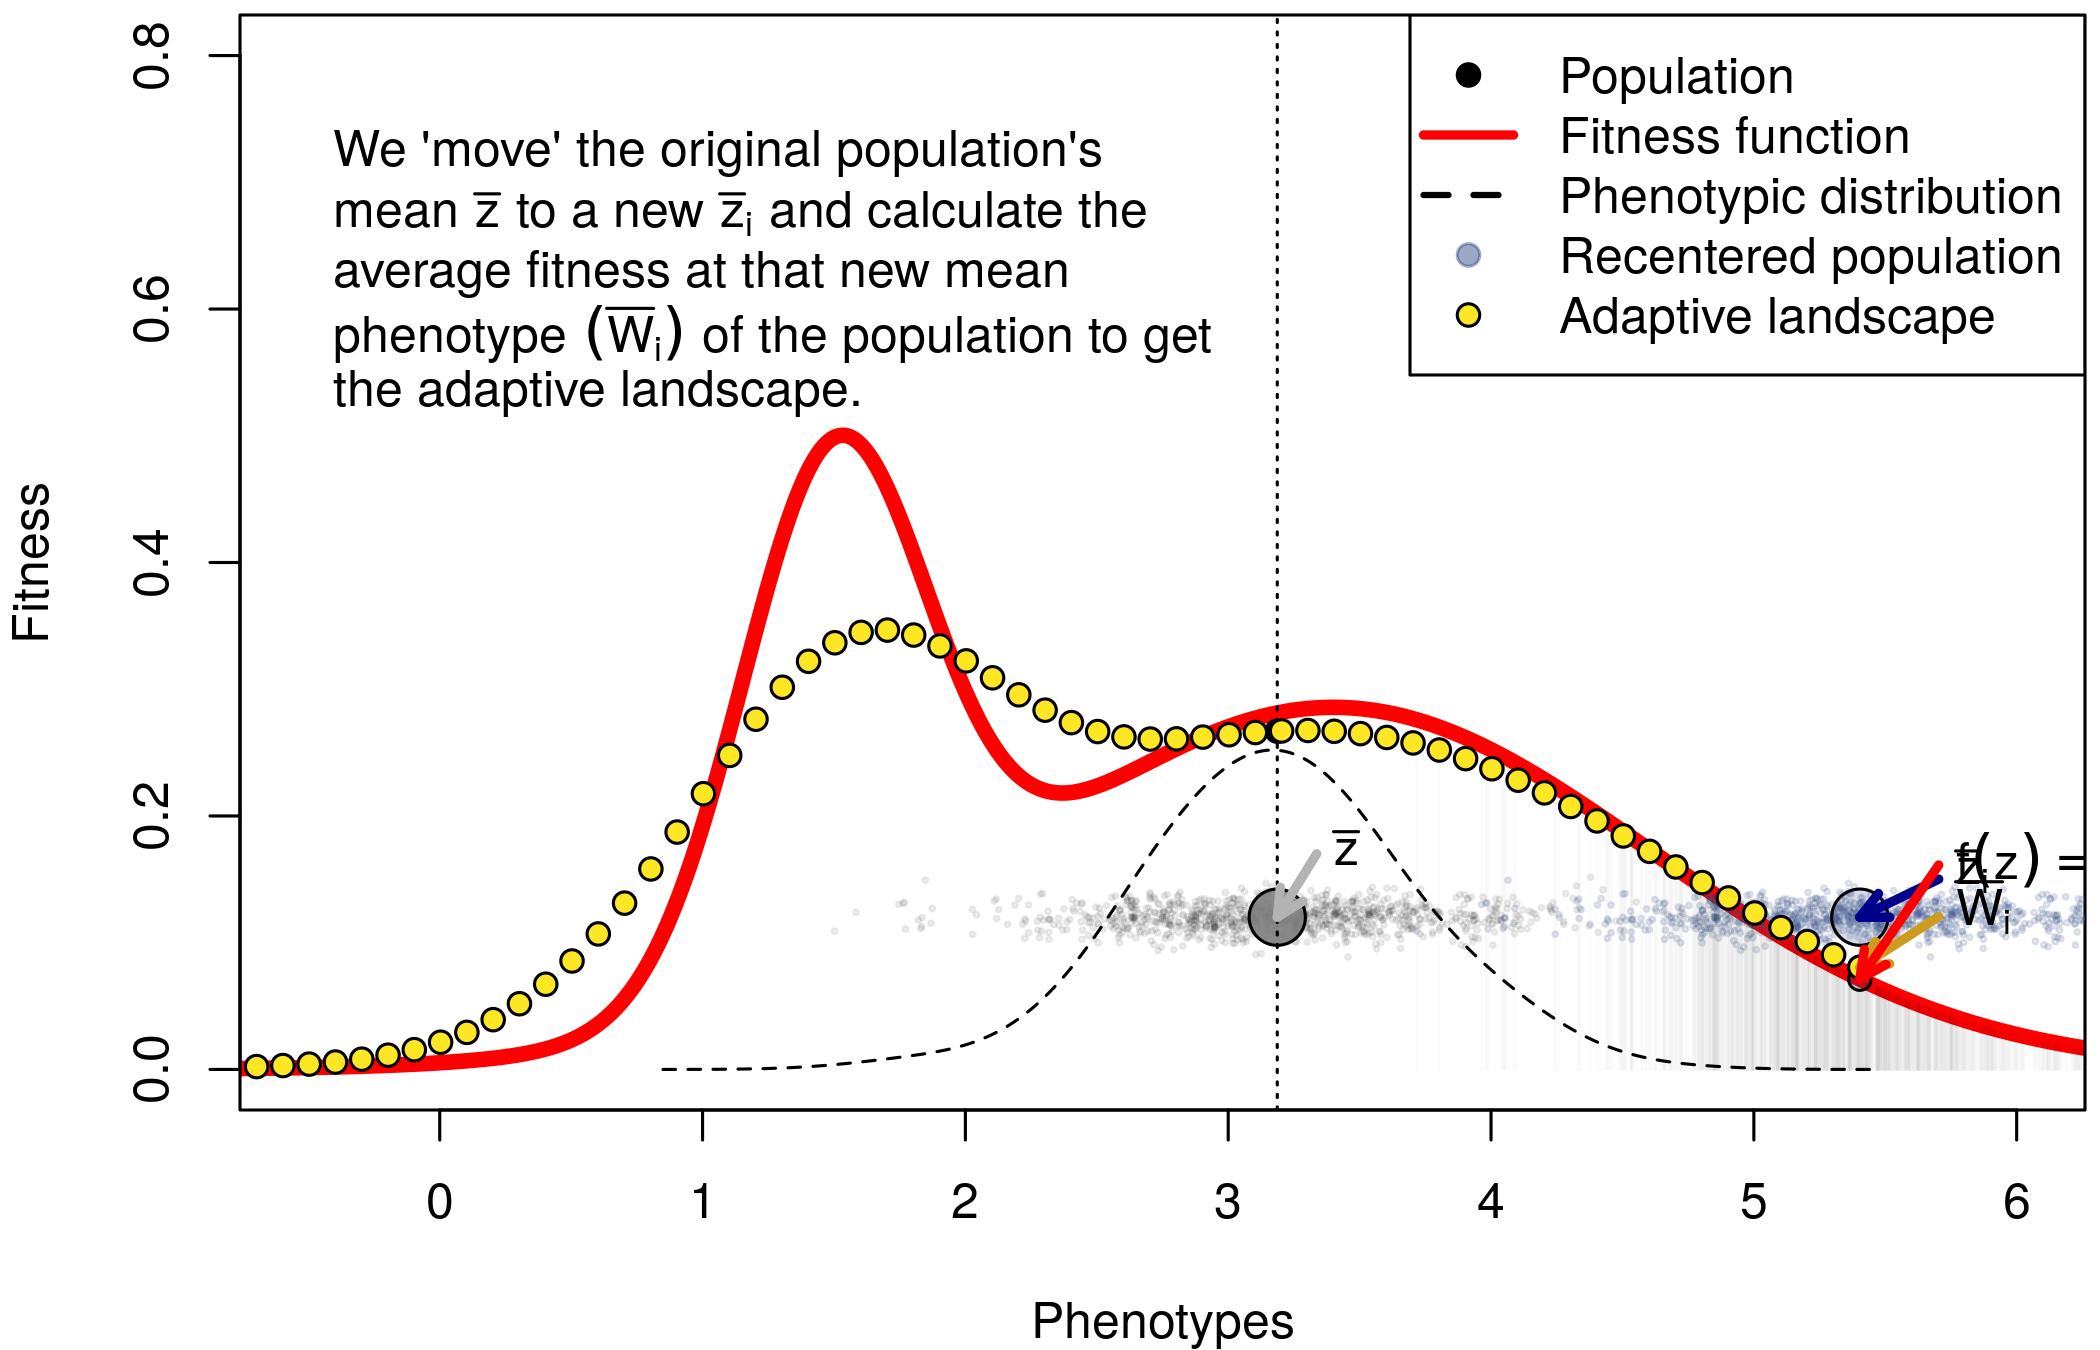 We 'move' the original population's
mean z̅ to a new z̅ᵢ and calculate the
average fitness at that new mean
phenotype (W̅ᵢ) of the population to get
the adaptive landscape.
Population
Fitness function
Phenotypic distribution
Recentered population
Adaptive landscape
Fitness
0.8
0.6
0.4
0.2
0.0
z̅
f(z) =
W̅ᵢ
0 1 2 3 4 5 6
Phenotypes